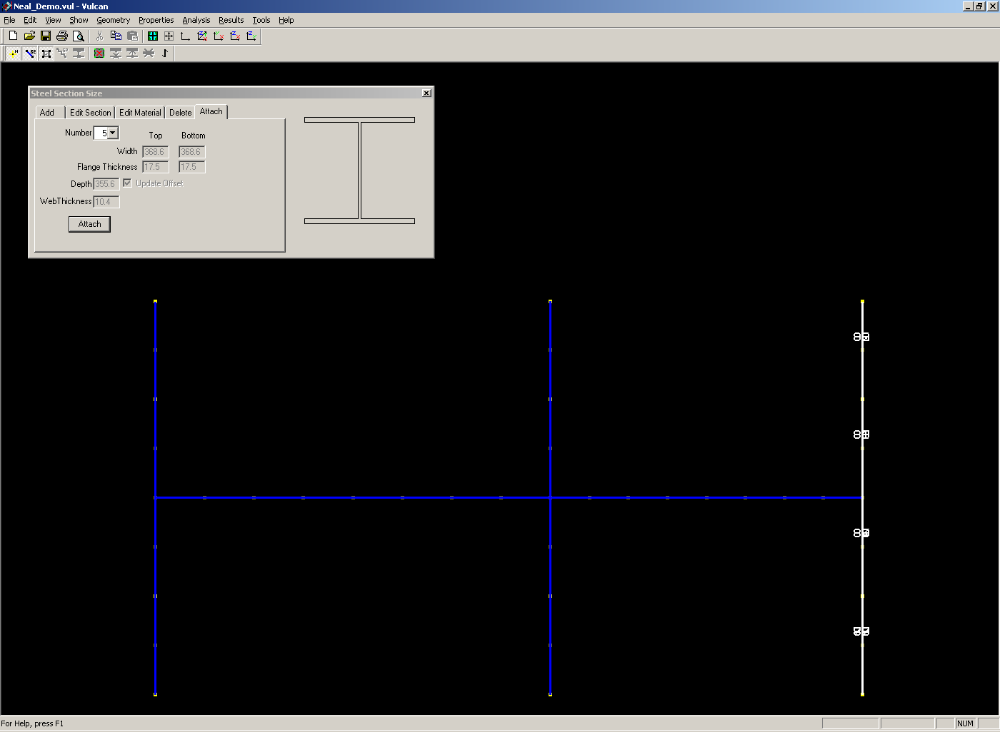 Neal_Demo.vul - Vulcan
File Edit View Show Geometry Properties Analysis Results Tools Help
Steel Section Size
Add Edit Section Edit Material Delete Attach
Number 5
Top Bottom
Width 368.6 368.6
Flange Thickness 17.5 17.5
Depth 355.6 Update Offset
WebThickness 10.4
Attach
For Help, press F1
NUM